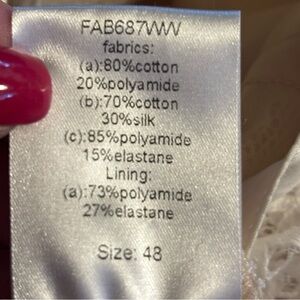 FAB687WW
fabrics:
(a):80%cotton
20%polyamide
(b):70%cotton
30%silk
(c):85%polyamide
15%elastane
Lining:
(a):73%polyamide
27%elastane
Size: 48